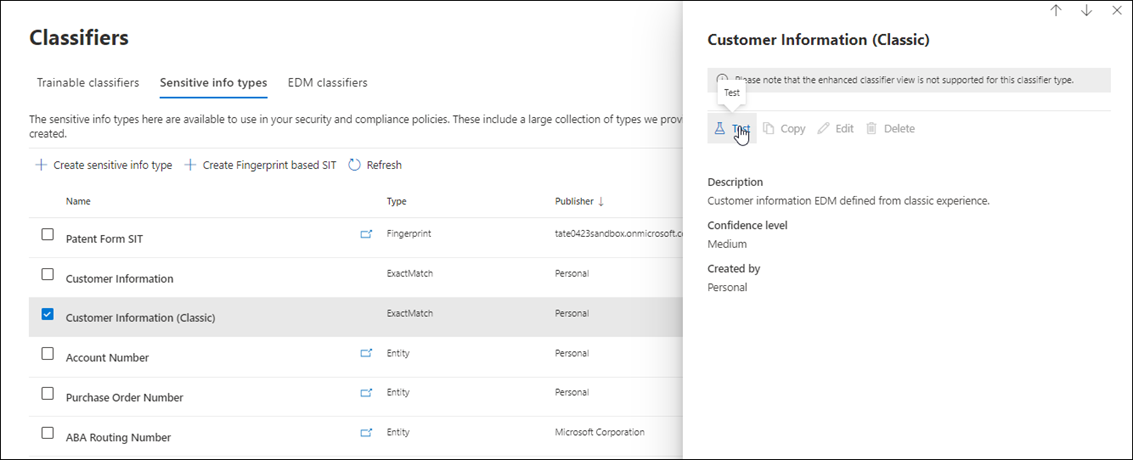 Classifiers
Trainable classifiers
Sensitive info types
EDM classifiers
The sensitive info types here are available to use in your security and compliance policies. These include a large collection of types we prov
created.
Create sensitive info type
Create Fingerprint based SIT
Refresh
Name
Type
Publisher
Patent Form SIT
Fingerprint
tate0423sandbox.onmicrosoft.co
Customer Information
ExactMatch
Personal
Customer Information (Classic)
ExactMatch
Personal
Account Number
Entity
Personal
Purchase Order Number
Entity
Personal
ABA Routing Number
Entity
Microsoft Corporation
Customer Information (Classic)
Please note that the enhanced classifier view is not supported for this classifier type.
Test
Test
Copy
Edit
Delete
Description
Customer information EDM defined from classic experience.
Confidence level
Medium
Created by
Personal